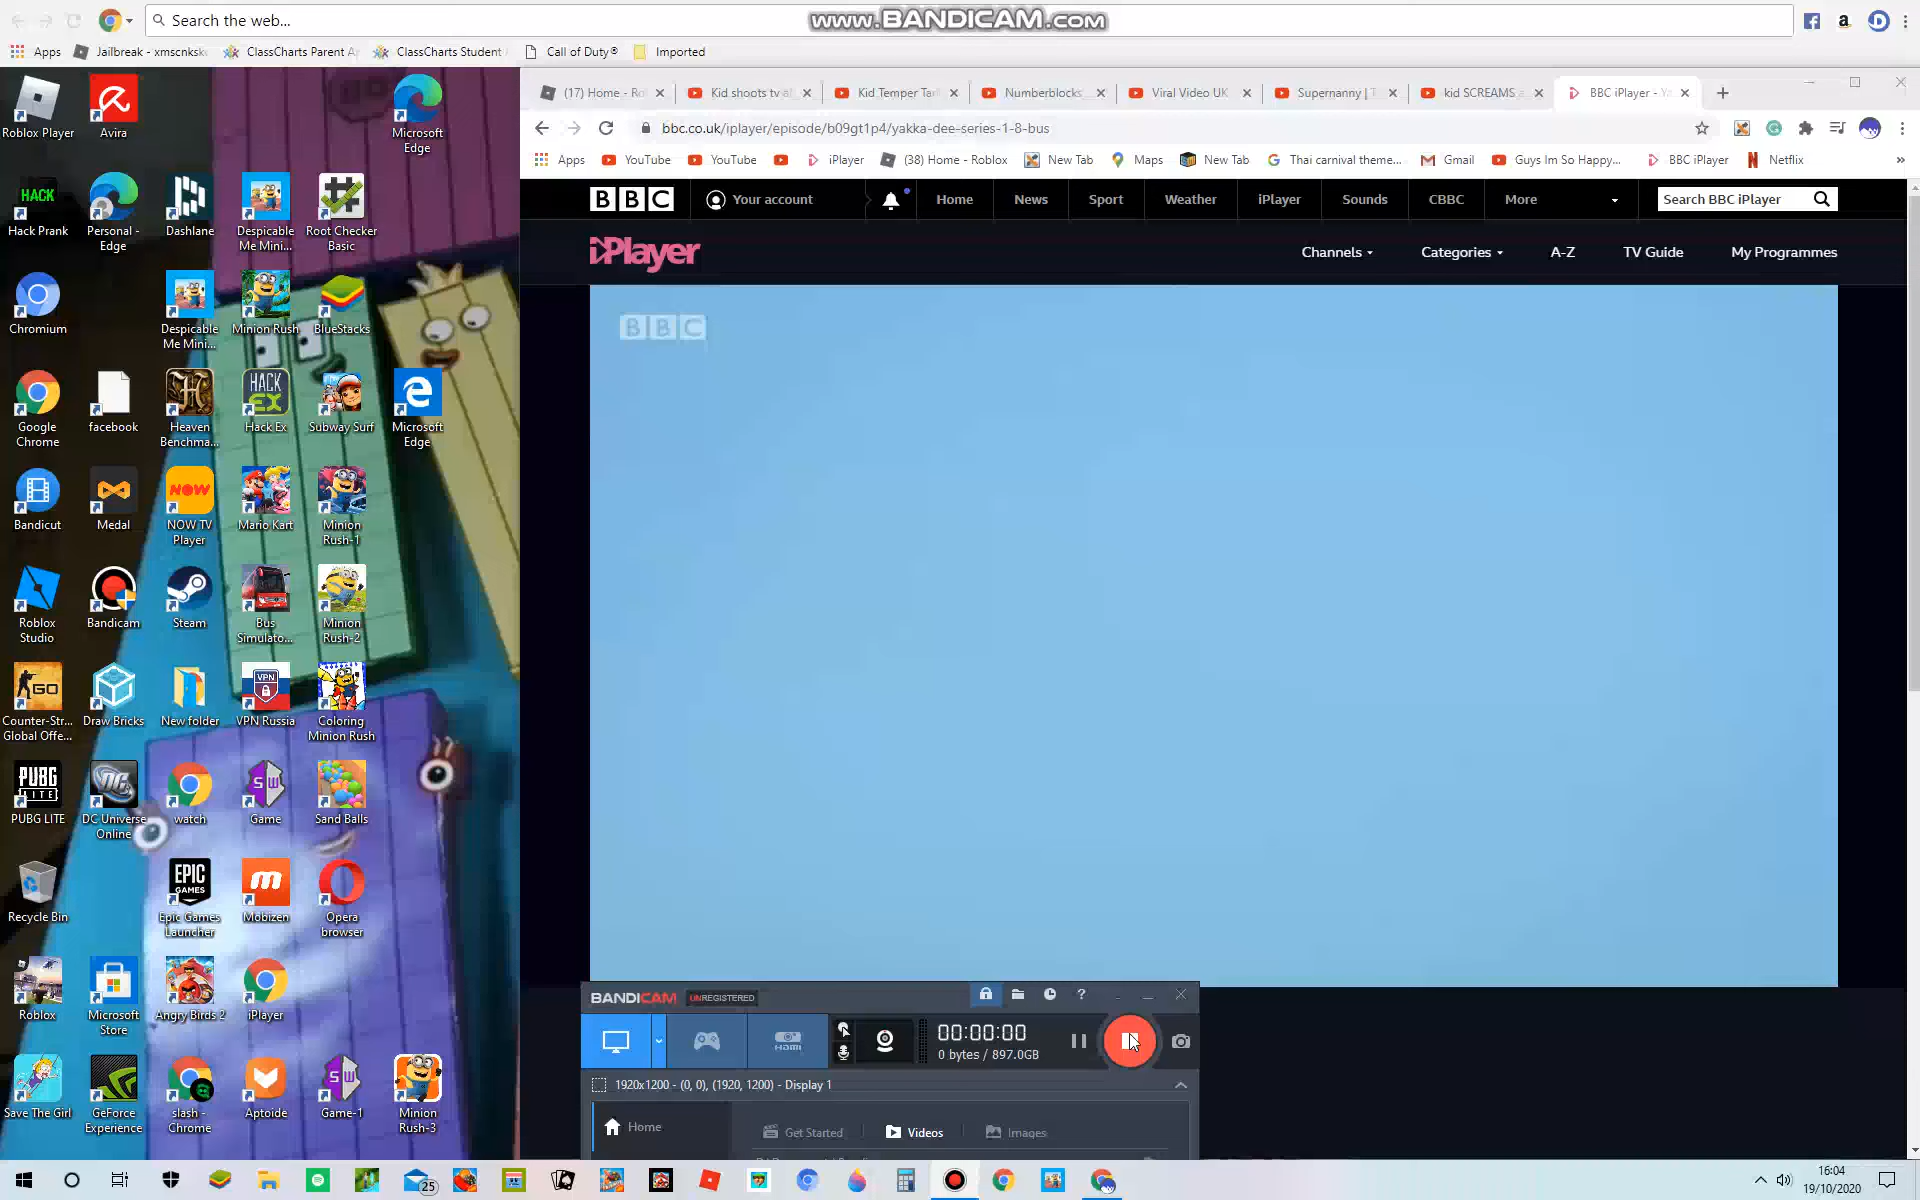 Search the web...
www.BANDICAM.com
Apps
Jailbreak - xmscnksk
ClassCharts Parent Ap
ClassCharts Student
Call of Duty®
Imported
(17) Home - Ro
Kid shoots tv a
Kid Temper Tan
Numberblocks
Viral Video UK
Supernanny | T
kid SCREAMS a
BBC iPlayer - Ya
bbc.co.uk/iplayer/episode/b09gt1p4/yakka-dee-series-1-8-bus
Apps
YouTube
YouTube
iPlayer
(38) Home - Roblox
New Tab
Maps
New Tab
Thai carnival theme...
Gmail
Guys Im So Happy...
BBC iPlayer
Netflix
»
BBC
Your account
Home
News
Sport
Weather
iPlayer
Sounds
CBBC
More
Search BBC iPlayer
iPlayer
Channels
Categories
A-Z
TV Guide
My Programmes
BBC
Roblox Player
Avira
Microsoft
Edge
HACK
Hack Prank
Personal -
Edge
Dashlane
Despicable
Me Mini...
Root Checker
Basic
Chromium
Despicable
Me Mini...
Minion Rush
BlueStacks
Google
Chrome
facebook
Heaven
Benchma...
HACK
EX
Hack Ex
Subway Surf
Microsoft
Edge
Bandicut
Medal
NOW
NOW TV
Player
Mario Kart
Minion
Rush-1
Roblox
Studio
Bandicam
Steam
Bus
Simulato...
Minion
Rush-2
GO
Counter-Str...
Global Offe...
Draw Bricks
New folder
VPN
VPN Russia
Coloring
Minion Rush
PUBG
LITE
PUBG LITE
DC
DC Universe
Online
watch
SW
Game
Sand Balls
Recycle Bin
EPIC
GAMES
Epic Games
Launcher
m
Mobizen
Opera
browser
Roblox
Microsoft
Store
Angry Birds 2
iPlayer
Save The Girl
GeForce
Experience
slash -
Chrome
Aptoide
SW
Game-1
Minion
Rush-3
BANDICAM
UNREGISTERED
?
HDMI
00:00:00
0 bytes / 897.0GB
1920x1200 - (0, 0), (1920, 1200) - Display 1
Home
Get Started
Videos
Images
25
16:04
19/10/2020